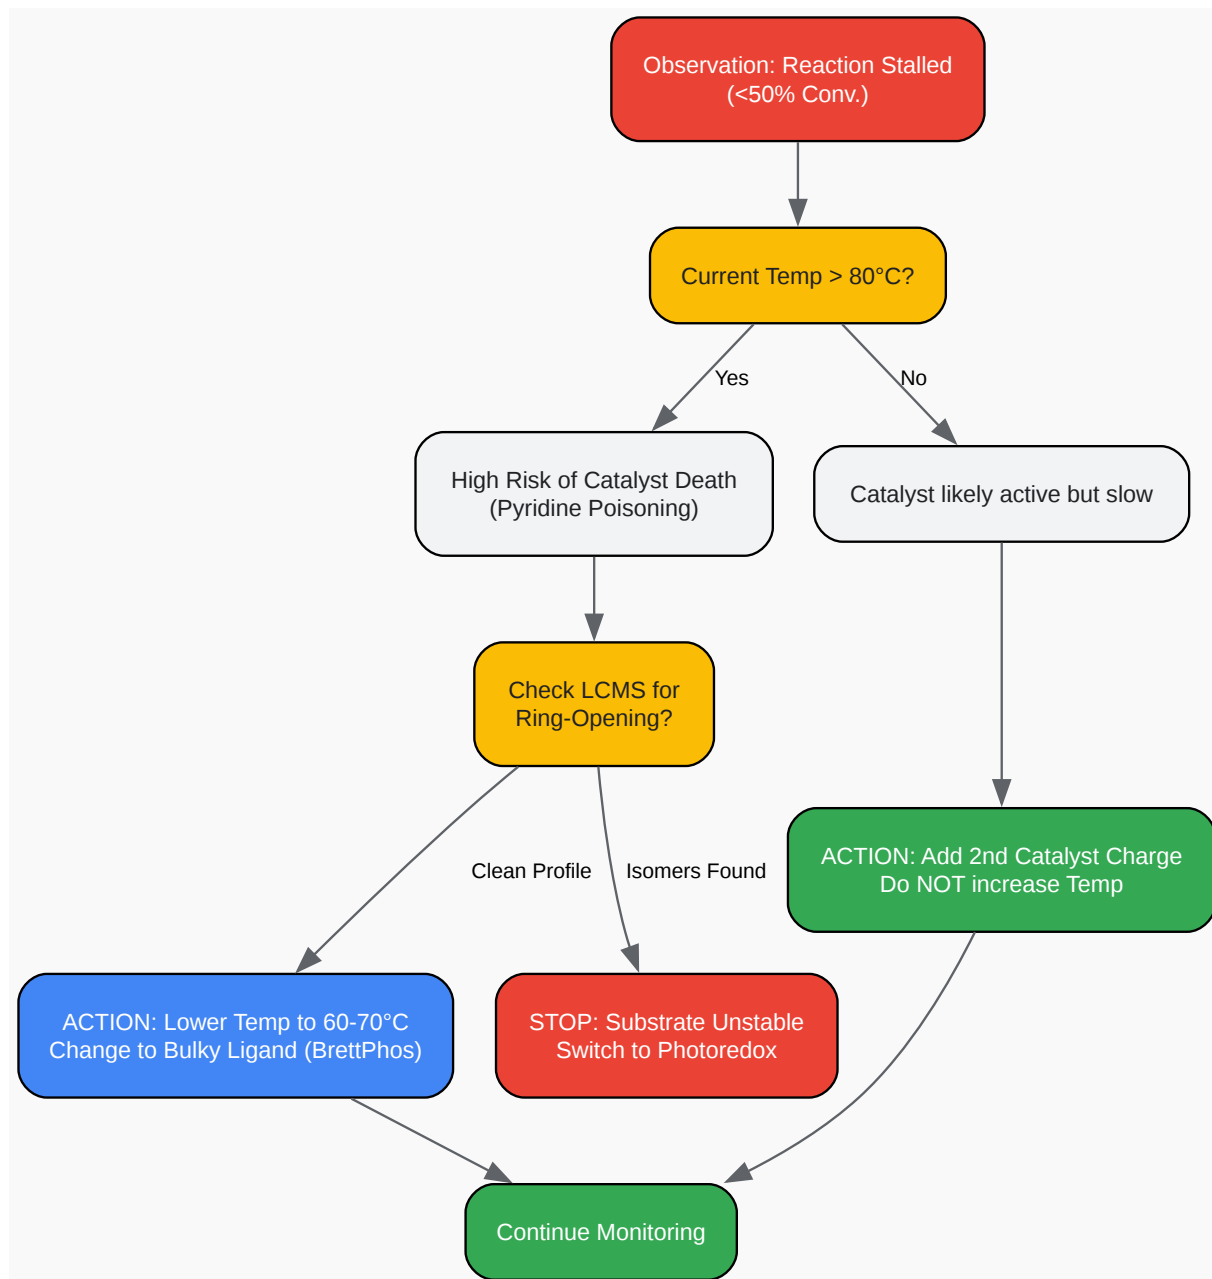 Observation: Reaction Stalled
(<50% Conv.)
Current Temp > 80°C?
Yes
No
High Risk of Catalyst Death
(Pyridine Poisoning)
Catalyst likely active but slow
Check LCMS for
Ring-Opening?
Clean Profile
Isomers Found
ACTION: Add 2nd Catalyst Charge
Do NOT increase Temp
ACTION: Lower Temp to 60-70°C
Change to Bulky Ligand (BrettPhos)
STOP: Substrate Unstable
Switch to Photoredox
Continue Monitoring